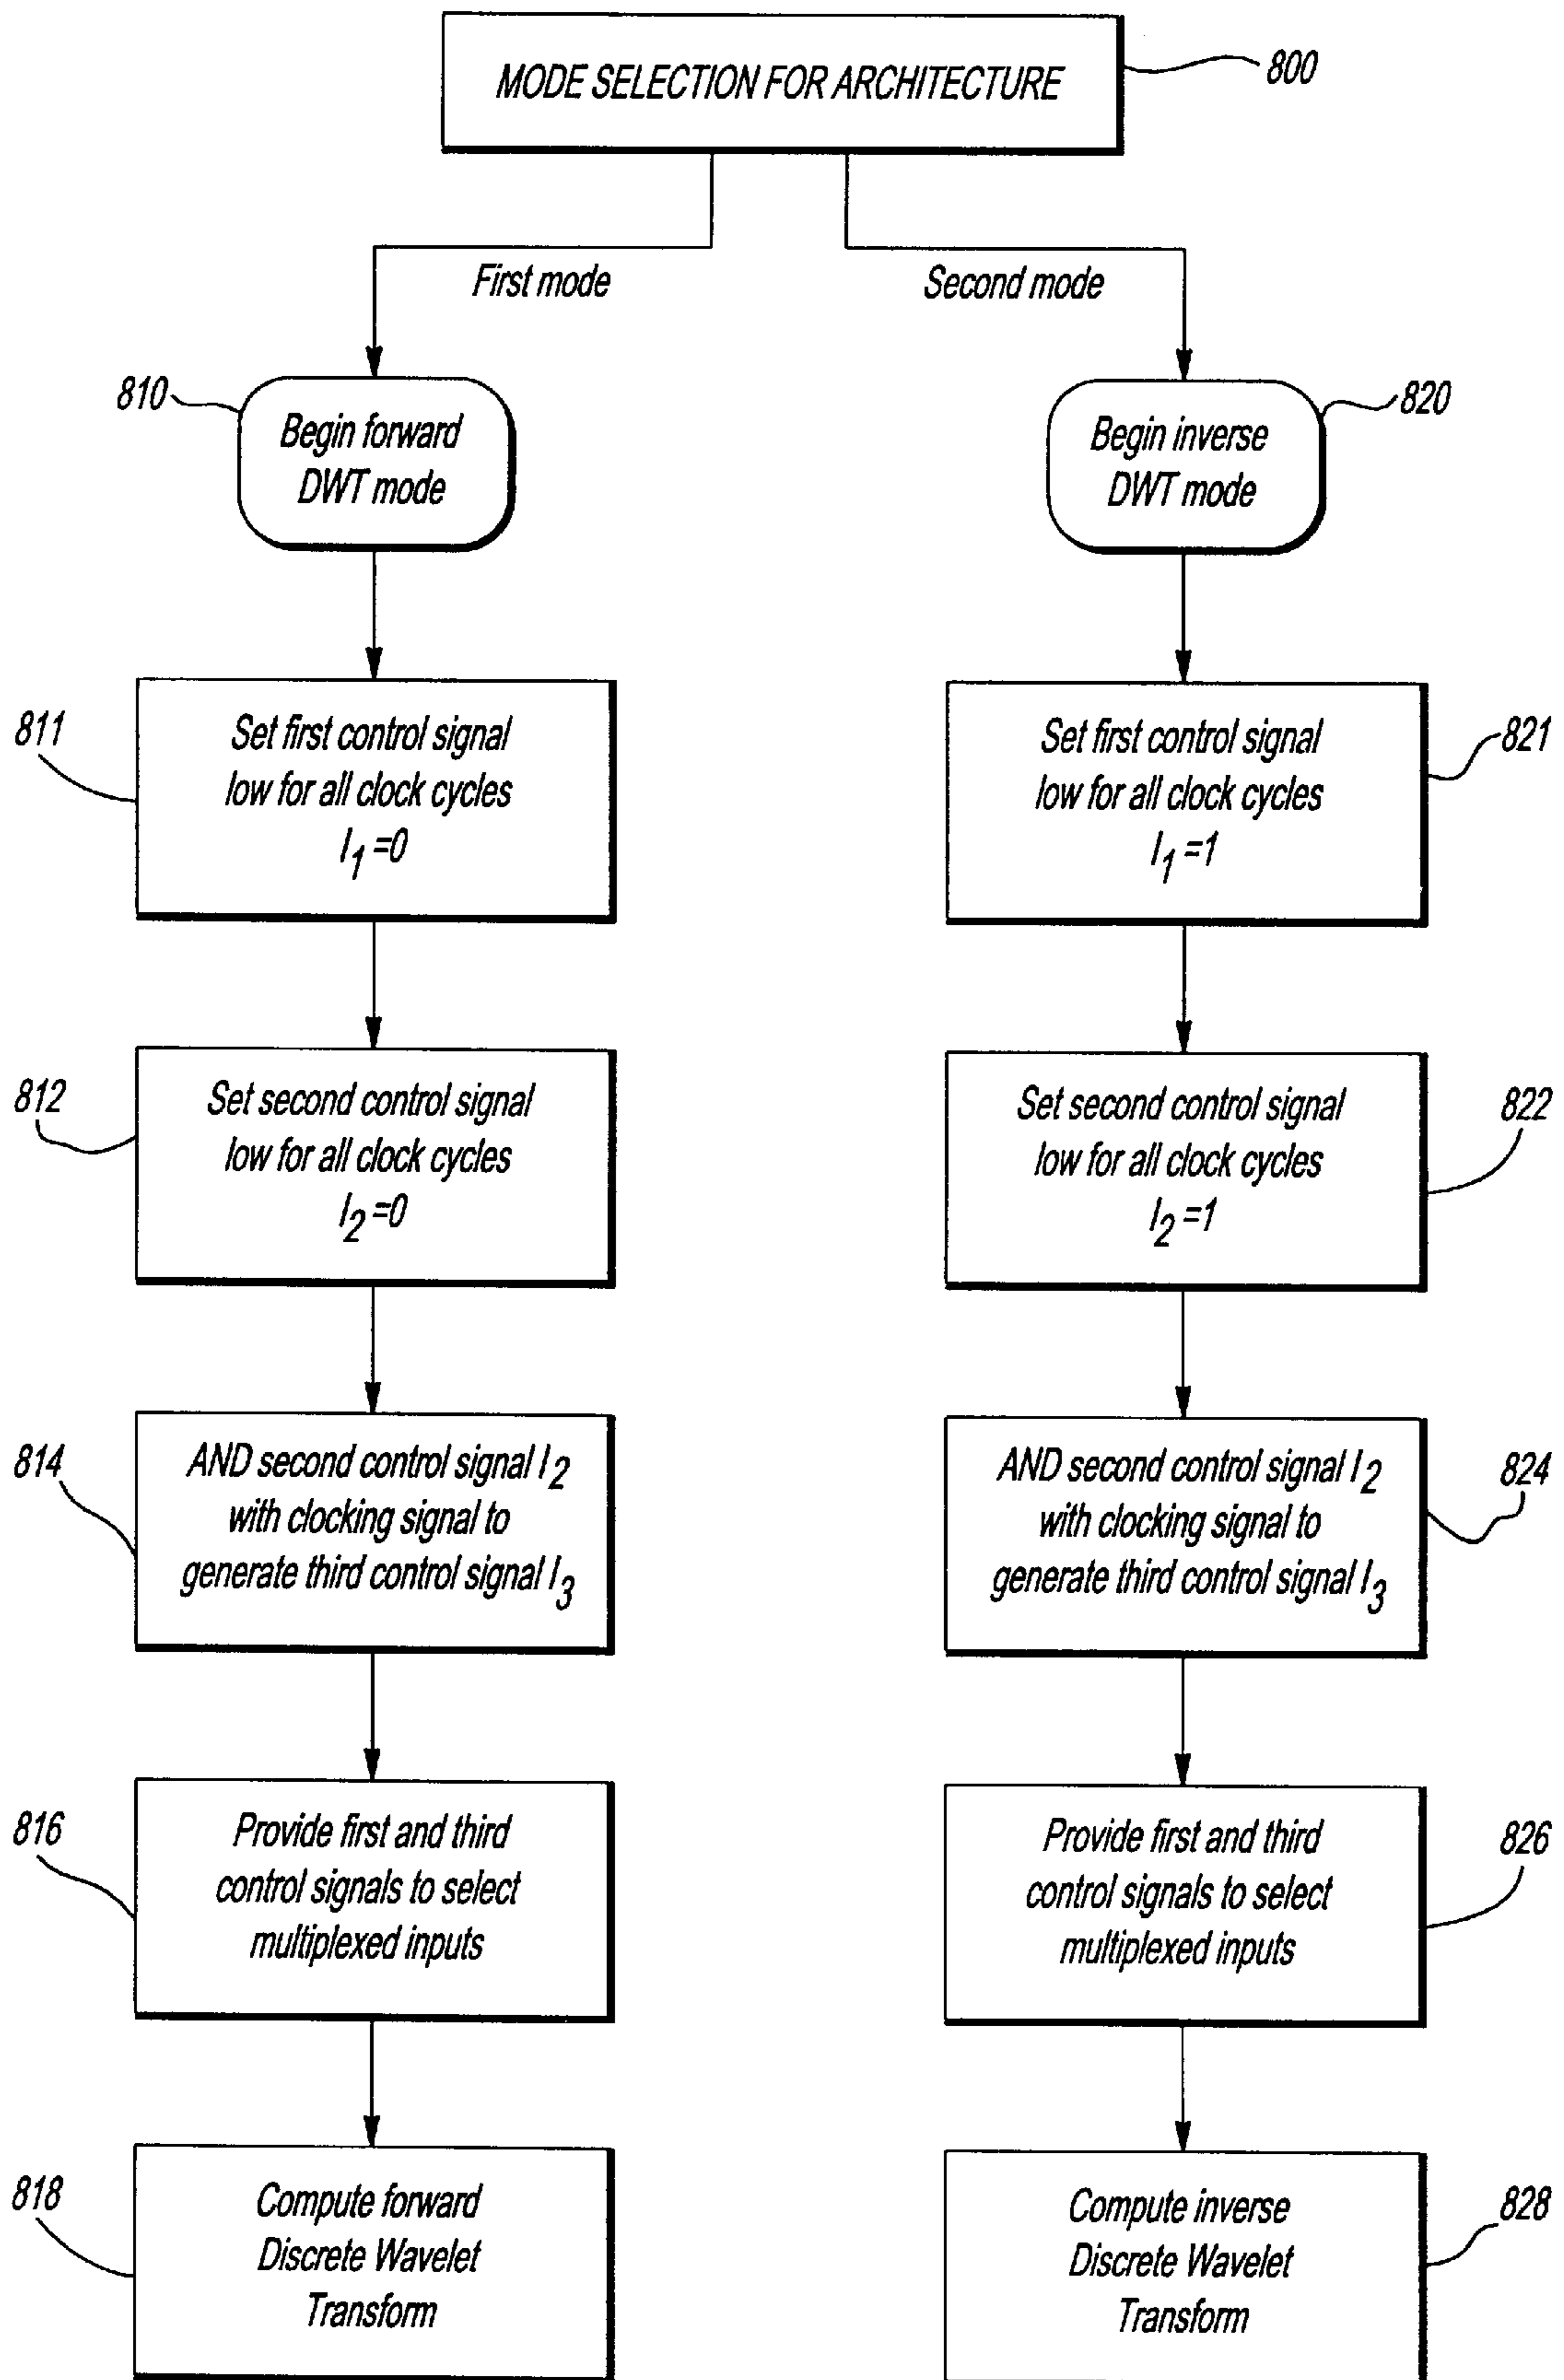 MODE SELECTION FOR ARCHITECTURE
800
First mode
Second mode
810
Begin forward
DWT mode
820
Begin inverse
DWT mode
811
Set first control signal
low for all clock cycles
I1 =0
821
Set first control signal
low for all clock cycles
I1 =1
812
Set second control signal
low for all clock cycles
I2 =0
822
Set second control signal
low for all clock cycles
I2 =1
814
AND second control signal I2
with clocking signal to
generate third control signal I3
824
AND second control signal I2
with clocking signal to
generate third control signal I3
816
Provide first and third
control signals to select
multiplexed inputs
826
Provide first and third
control signals to select
multiplexed inputs
818
Compute forward
Discrete Wavelet
Transform
828
Compute inverse
Discrete Wavelet
Transform